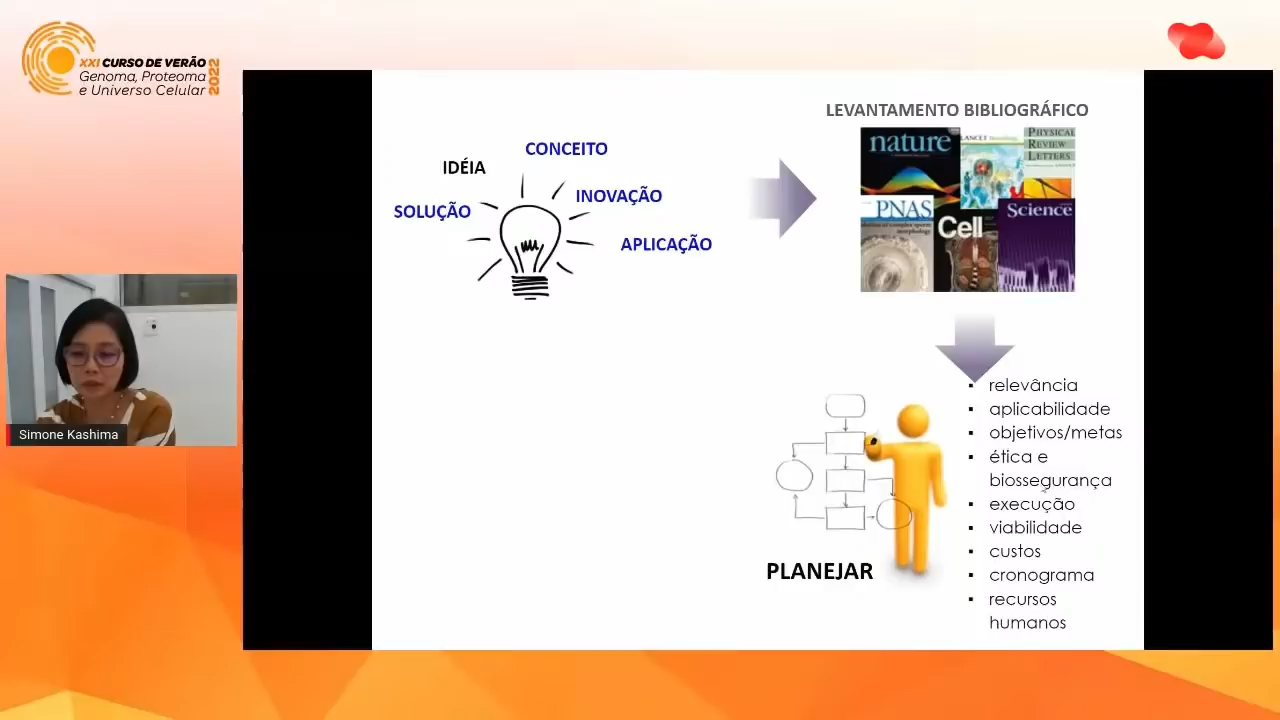 XXI CURSO DE VERÃO
Genoma, Proteoma
e Universo Celular
2022
Simone Kashima
IDÉIA
CONCEITO
SOLUÇÃO
INOVAÇÃO
APLICAÇÃO
LEVANTAMENTO BIBLIOGRÁFICO
nature
PHYSICAL
REVIEW
LETTERS
PNAS
Cell
Science
PLANEJAR
▪ relevância
▪ aplicabilidade
▪ objetivos/metas
▪ ética e
biossegurança
▪ execução
▪ viabilidade
▪ custos
▪ cronograma
▪ recursos
humanos